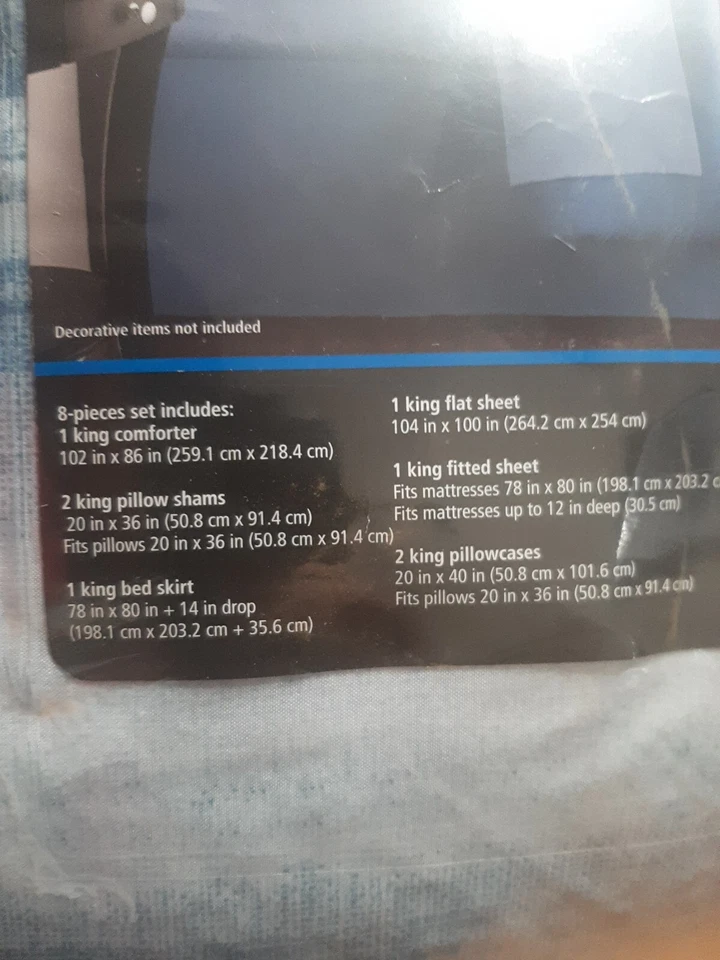 Decorative items not included
8-pieces set includes:
1 king comforter
102 in x 86 in (259.1 cm x 218.4 cm)
2 king pillow shams
20 in x 36 in (50.8 cm x 91.4 cm)
Fits pillows 20 in x 36 in (50.8 cm x 91.4 cm)
1 king bed skirt
78 in x 80 in + 14 in drop
(198.1 cm x 203.2 cm + 35.6 cm)
1 king flat sheet
104 in x 100 in (264.2 cm x 254 cm)
1 king fitted sheet
Fits mattresses 78 in x 80 in (198.1 cm x 203.2 c
Fits mattresses up to 12 in deep (30.5 cm)
2 king pillowcases
20 in x 40 in (50.8 cm x 101.6 cm)
Fits pillows 20 in x 36 in (50.8 cm x 91.4 cm)